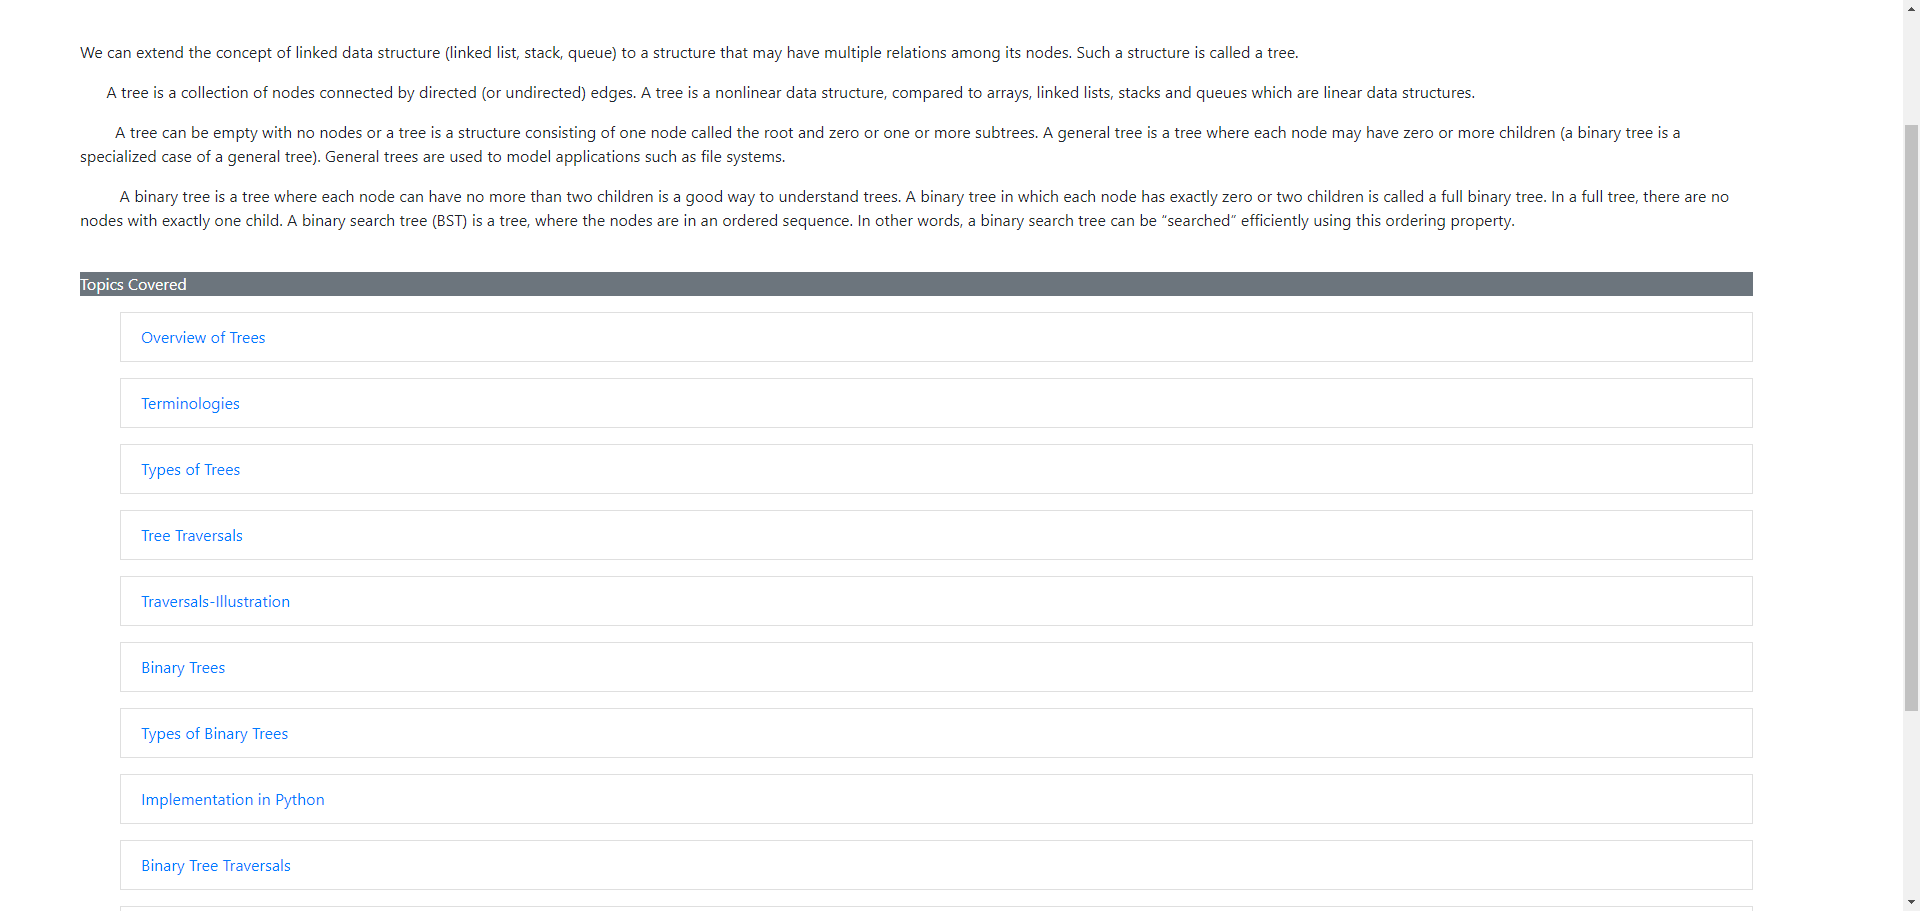 We can extend the concept of linked data structure (linked list, stack, queue) to a structure that may have multiple relations among its nodes. Such a structure is called a tree.
A tree is a collection of nodes connected by directed (or undirected) edges. A tree is a nonlinear data structure, compared to arrays, linked lists, stacks and queues which are linear data structures.
A tree can be empty with no nodes or a tree is a structure consisting of one node called the root and zero or one or more subtrees. A general tree is a tree where each node may have zero or more children (a binary tree is a
specialized case of a general tree). General trees are used to model applications such as file systems.
A binary tree is a tree where each node can have no more than two children is a good way to understand trees. A binary tree in which each node has exactly zero or two children is called a full binary tree. In a full tree, there are no
nodes with exactly one child. A binary search tree (BST) is a tree, where the nodes are in an ordered sequence. In other words, a binary search tree can be “searched” efficiently using this ordering property.
Topics Covered
Overview of Trees
Terminologies
Types of Trees
Tree Traversals
Traversals-Illustration
Binary Trees
Types of Binary Trees
Implementation in Python
Binary Tree Traversals